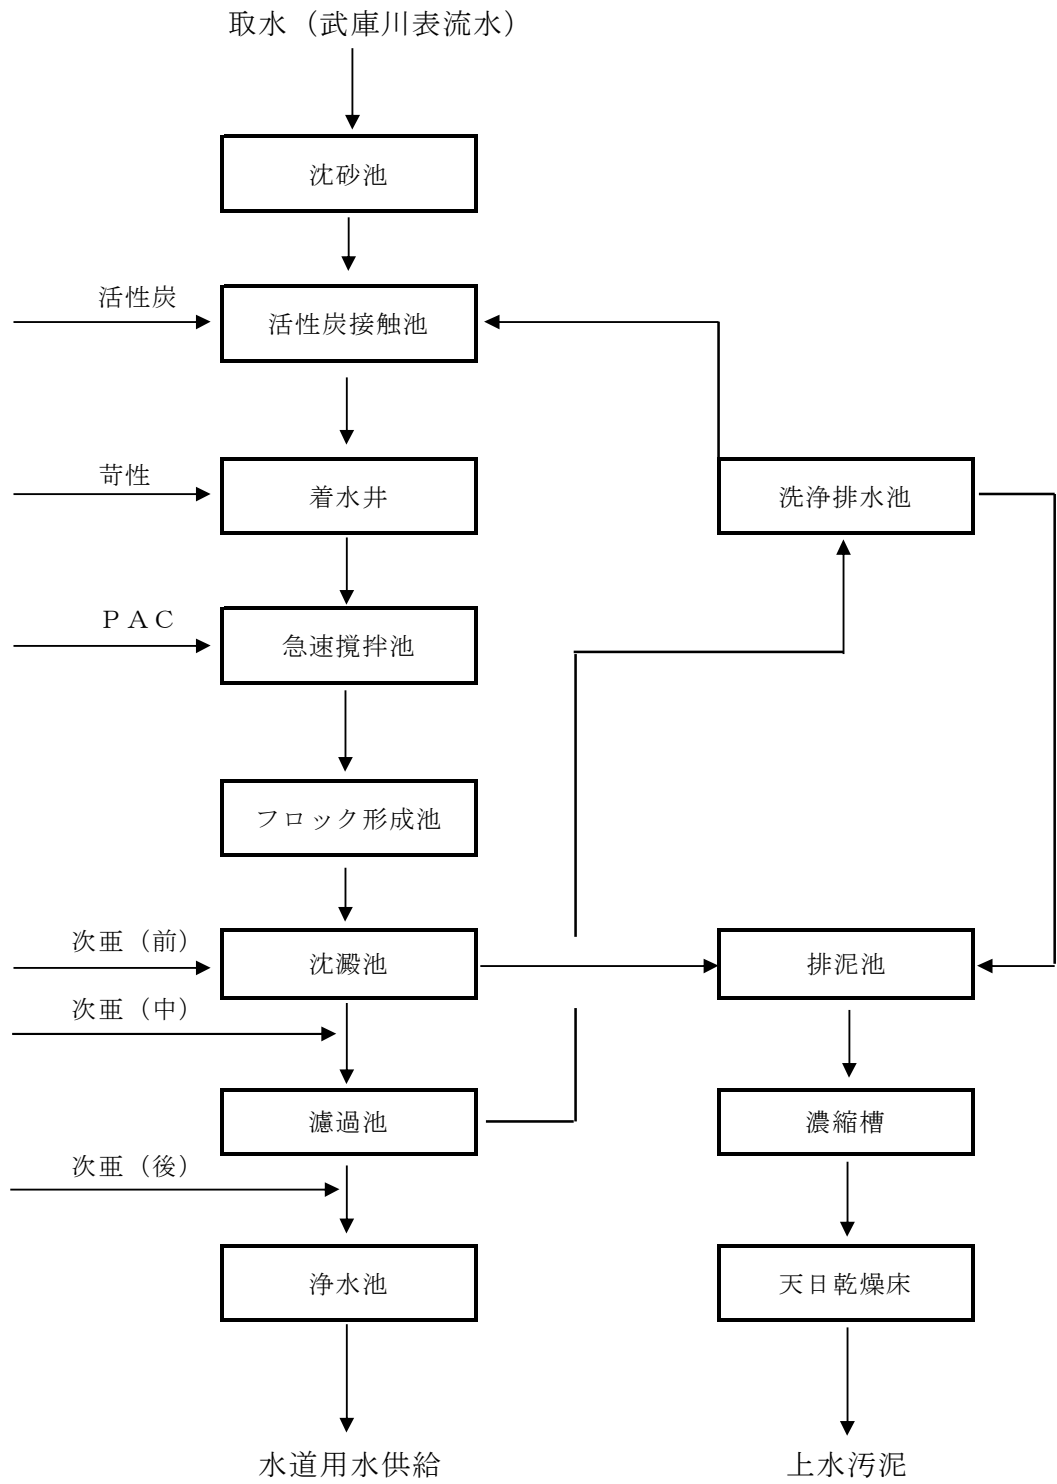 取水（武庫川表流水）
沈砂池
活性炭
活性炭接触池
苛性
着水井
洗浄排水池
ＰＡＣ
急速撹拌池
フロック形成池
次亜（前）
沈澱池
排泥池
次亜（中）
濾過池
濃縮槽
次亜（後）
浄水池
天日乾燥床
水道用水供給
上水汚泥